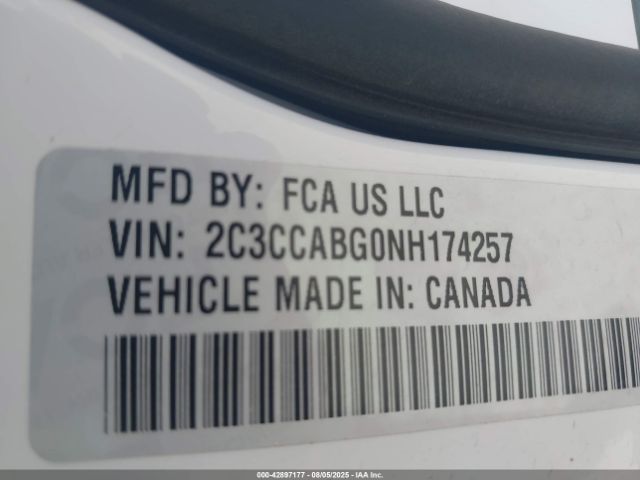 MFD BY: FCA US LLC
VIN: 2C3CCABG0NH174257
VEHICLE MADE IN: CANADA
000-42897177 - 08/05/2025 - IAA Inc.